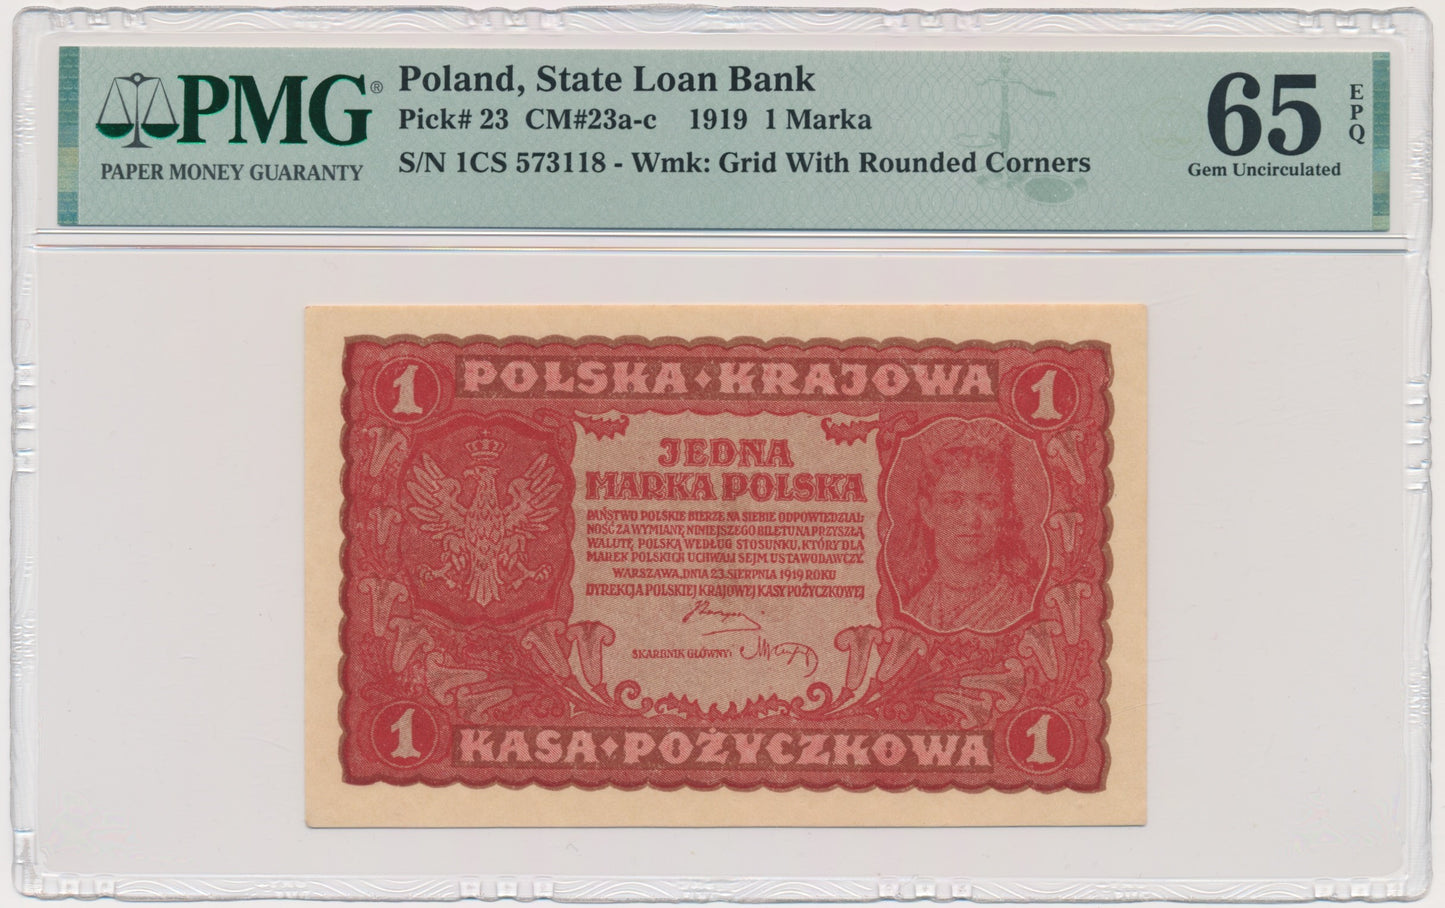 PMG®
PAPER MONEY GUARANTY
Poland, State Loan Bank
Pick# 23 CM#23a-c 1919 1 Marka
S/N 1CS 573118 - Wmk: Grid With Rounded Corners
65
EPQ
Gem Uncirculated
1 POLSKA KRAJOWA 1
JEDNA
MARKA POLSKA
PAŃSTWO POLSKIE BIERZE NA SIEBIE ODPOWIEDZIAL
NOŚĆ ZA WYMIANĘ NINIEJSZEGO BILETU NA PRZYSZŁĄ
WALUTĘ POLSKĄ WEDŁUG STOSUNKU, KTÓRY DLA
MAREK POLSKICH UCHWALI SEJM USTAWODAWCZY.
WARSZAWA, DNIA 23 SIERPNIA 1919 ROKU
DYREKCJA POLSKIEJ KRAJOWEJ KASY POŻYCZKOWEJ
SKARBNIK GŁÓWNY:
1 KASA POŻYCZKOWA 1